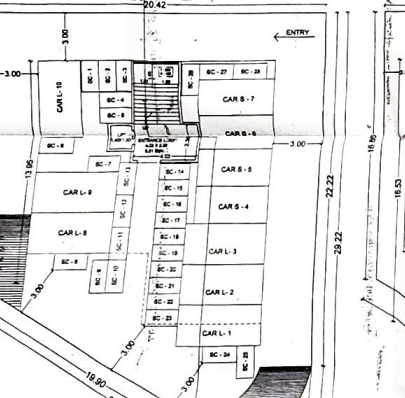 20.42
ENTRY
3.00
3.00
CAR L- 10
SC - 1
SC - 2
SC - 3
SC - 4
SC - 5
SC - 26
SC - 27
SC - 28
CAR S - 7
CAR S - 6
SC - 6
LIFT
ENTRANCE LOBBY
3.00
SC - 7
SC - 13
SC - 14
CAR S - 5
13.95
CAR L- 9
SC - 15
SC - 12
SC - 16
CAR S - 4
SC - 17
CAR L- 8
SC - 11
SC - 18
SC - 19
CAR L- 3
SC - 8
SC - 9
SC - 10
SC - 20
SC - 21
CAR L- 2
SC - 22
SC - 23
CAR L- 1
SC - 24
SC - 25
3.00
3.00
3.00
18.90
22.22
29.22
16.53